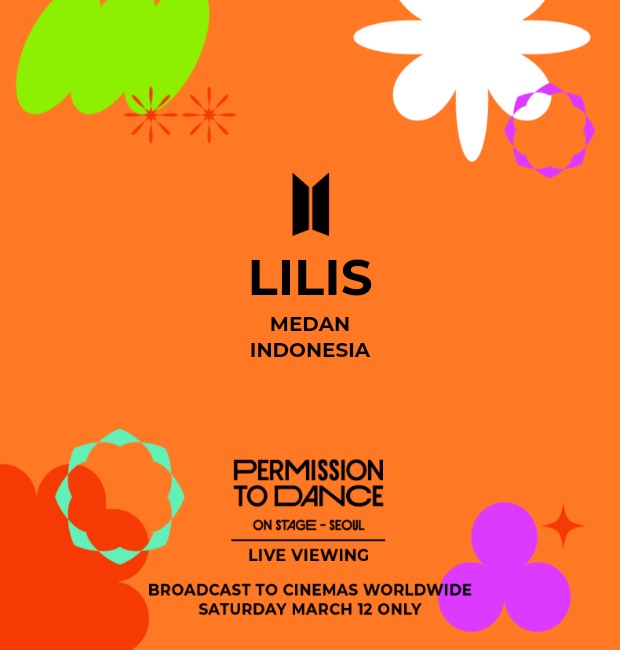 LILIS
MEDAN
INDONESIA
PERMISSION
TO DANCE
ON STAGE - SEOUL
LIVE VIEWING
BROADCAST TO CINEMAS WORLDWIDE
SATURDAY MARCH 12 ONLY